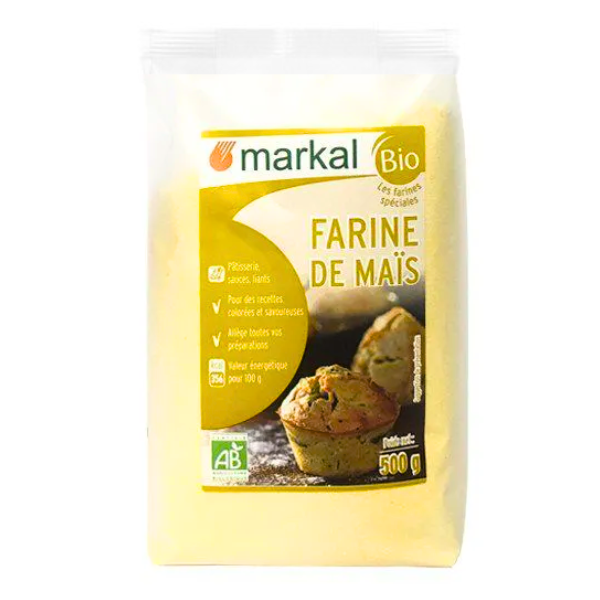 markal
Bio
Les farines
spéciales
FARINE
DE MAÏS
Pâtisserie,
sauces, liants
Pour des recettes
colorées et savoureuses
Allège toutes vos
préparations
kcal
356
Valeur énergétique
pour 100 g
AB
Poids net :
500 g